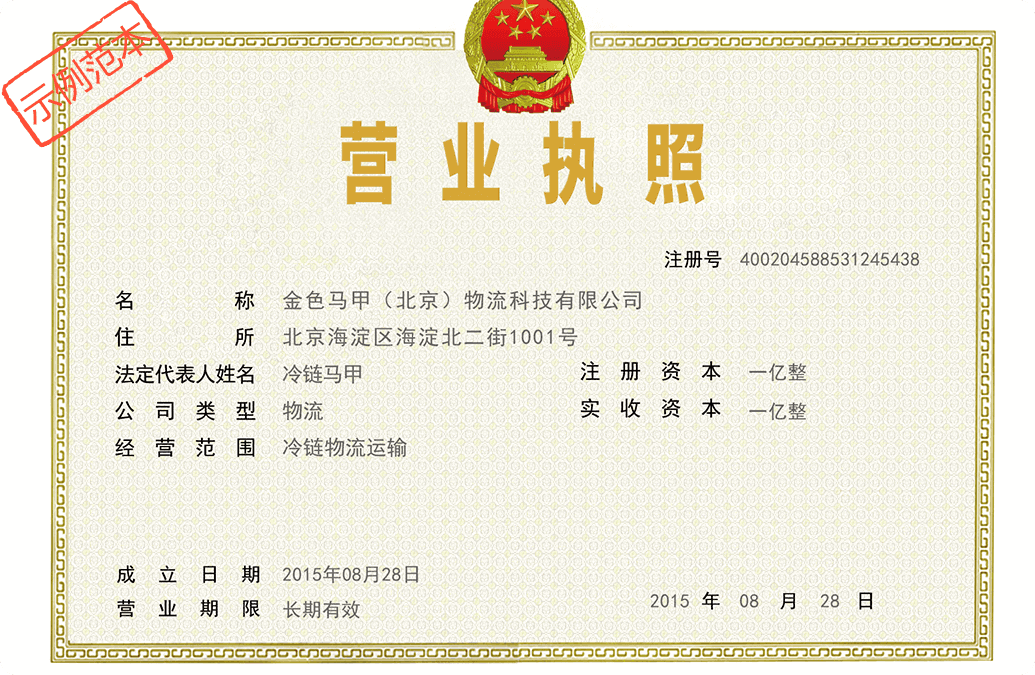 示例范本
营业执照
注册号 400204588531245438
名称 金色马甲（北京）物流科技有限公司
住所 北京海淀区海淀北二街1001号
法定代表人姓名 冷链马甲 注册资本 一亿整
公司类型 物流 实收资本 一亿整
经营范围 冷链物流运输
成立日期 2015年08月28日
营业期限 长期有效
2015 年 08 月 28 日